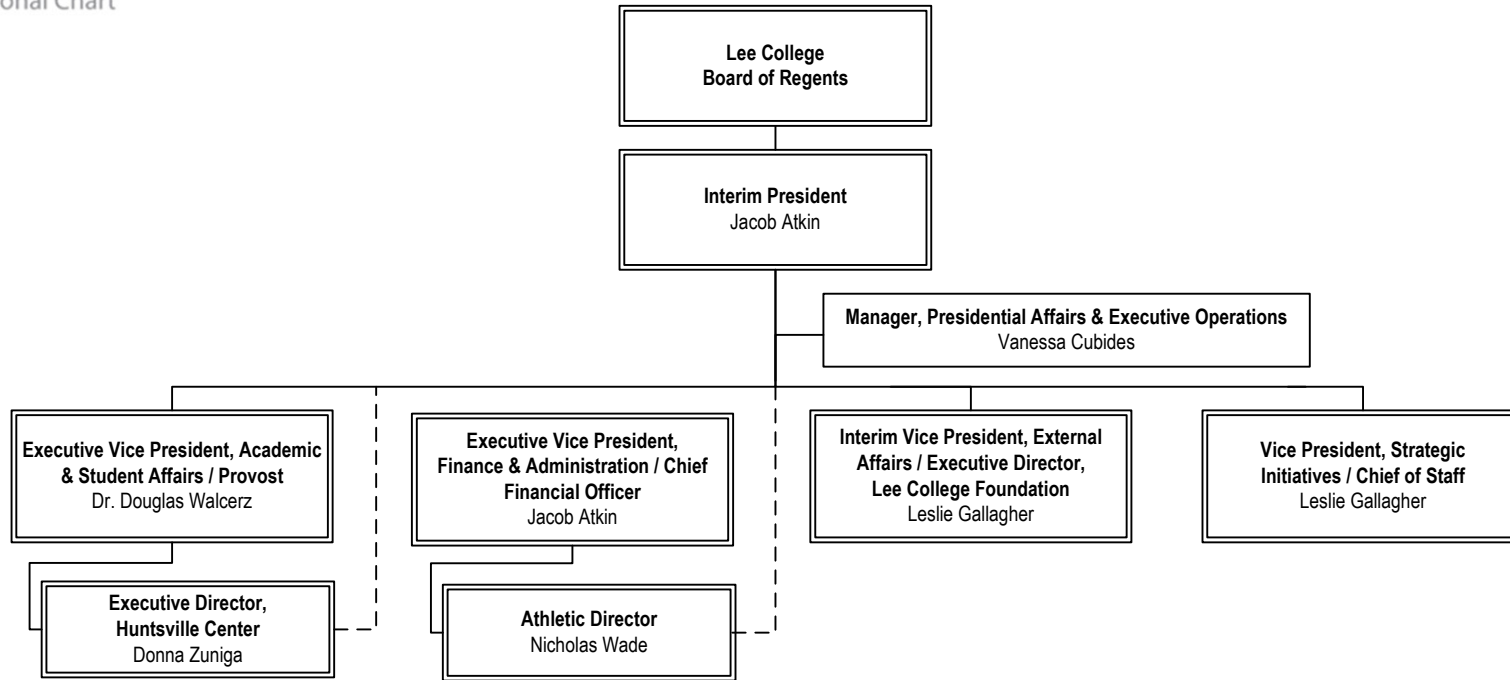 Chart
Lee College
Board of Regents
Interim President
Jacob Atkin
Manager, Presidential Affairs & Executive Operations
Vanessa Cubides
Executive Vice President, Academic
& Student Affairs / Provost
Dr. Douglas Walcerz
Executive Vice President,
Finance & Administration / Chief
Financial Officer
Jacob Atkin
Interim Vice President, External
Affairs / Executive Director,
Lee College Foundation
Leslie Gallagher
Vice President, Strategic
Initiatives / Chief of Staff
Leslie Gallagher
Executive Director,
Huntsville Center
Donna Zuniga
Athletic Director
Nicholas Wade